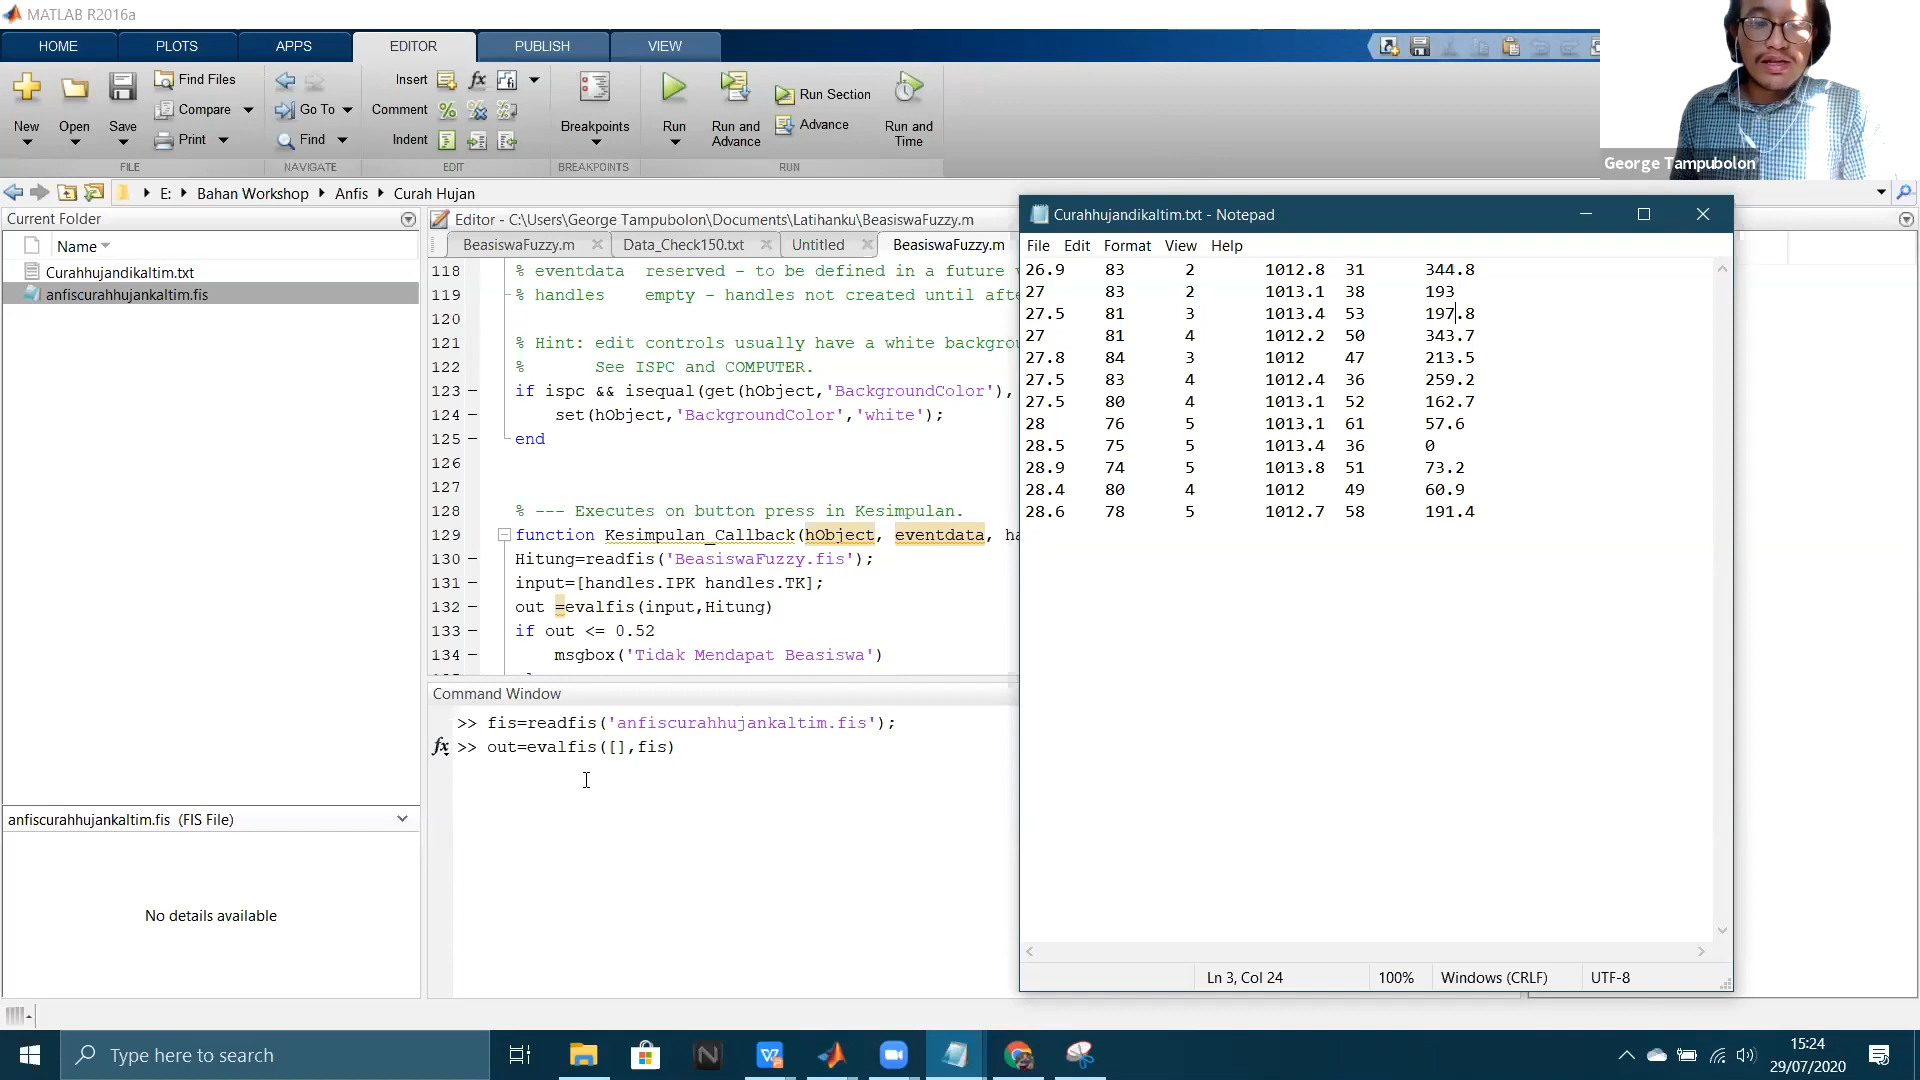 MATLAB R2016a
HOME PLOTS APPS EDITOR PUBLISH VIEW
New Open Save Find Files Compare Print
FILE
Go To Find
NAVIGATE
Insert fx
Comment
Indent
EDIT
Breakpoints
BREAKPOINTS
Run Run and Advance Run Section Advance Run and Time
RUN
George Tampubolon
E: Bahan Workshop Anfis Curah Hujan
Current Folder
Name
Curahhujandikaltim.txt
anfiscurahhujankaltim.fis
anfiscurahhujankaltim.fis (FIS File)
No details available
Editor - C:\Users\George Tampubolon\Documents\Latihanku\BeasiswaFuzzy.m
BeasiswaFuzzy.m Data_Check150.txt Untitled BeasiswaFuzzy.m
118 % eventdata reserved - to be defined in a future v
119 % handles empty - handles not created until afte
120
121 % Hint: edit controls usually have a white backgrou
122 % See ISPC and COMPUTER.
123 if ispc && isequal(get(hObject,'BackgroundColor'),
124 set(hObject,'BackgroundColor','white');
125 end
126
127
128 % --- Executes on button press in Kesimpulan.
129 function Kesimpulan_Callback(hObject, eventdata, ha
130 Hitung=readfis('BeasiswaFuzzy.fis');
131 input=[handles.IPK handles.TK];
132 out =evalfis(input,Hitung)
133 if out <= 0.52
134 msgbox('Tidak Mendapat Beasiswa')
Command Window
>> fis=readfis('anfiscurahhujankaltim.fis');
fx >> out=evalfis([],fis)
Curahhujandikaltim.txt - Notepad
File Edit Format View Help
26.9 83 2 1012.8 31 344.8
27 83 2 1013.1 38 193
27.5 81 3 1013.4 53 197.8
27 81 4 1012.2 50 343.7
27.8 84 3 1012 47 213.5
27.5 83 4 1012.4 36 259.2
27.5 80 4 1013.1 52 162.7
28 76 5 1013.1 61 57.6
28.5 75 5 1013.4 36 0
28.9 74 5 1013.8 51 73.2
28.4 80 4 1012 49 60.9
28.6 78 5 1012.7 58 191.4
Ln 3, Col 24 100% Windows (CRLF) UTF-8
Type here to search
15:24
29/07/2020